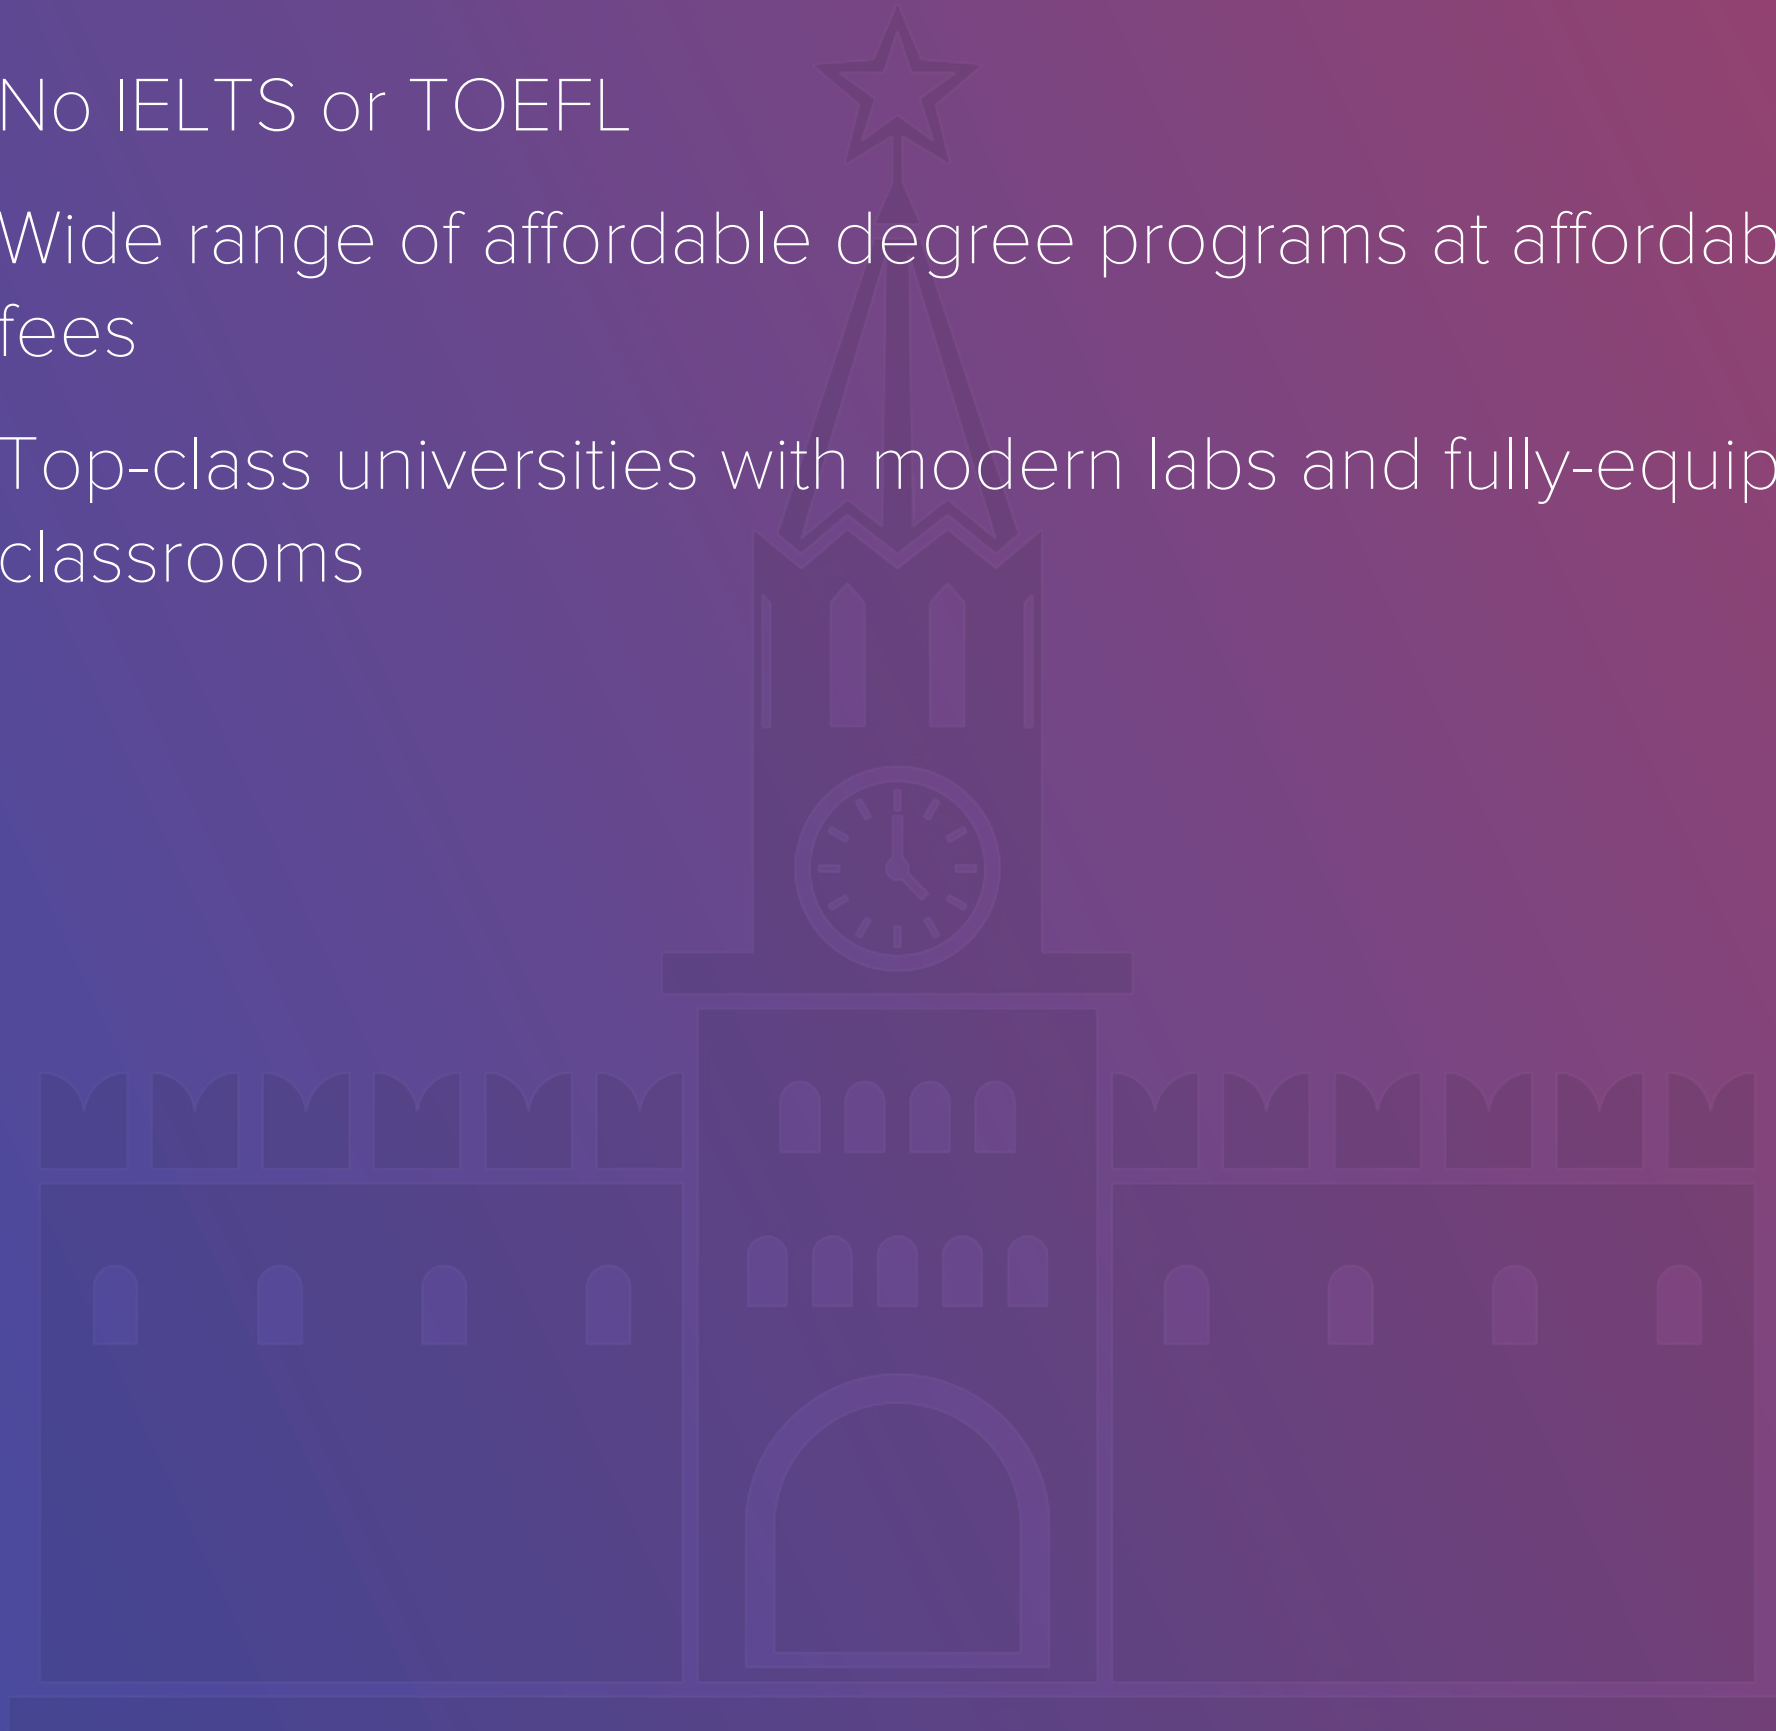 No IELTS or TOEFL
Wide range of affordable degree programs at affordab
fees
Top-class universities with modern labs and fully-equip
classrooms